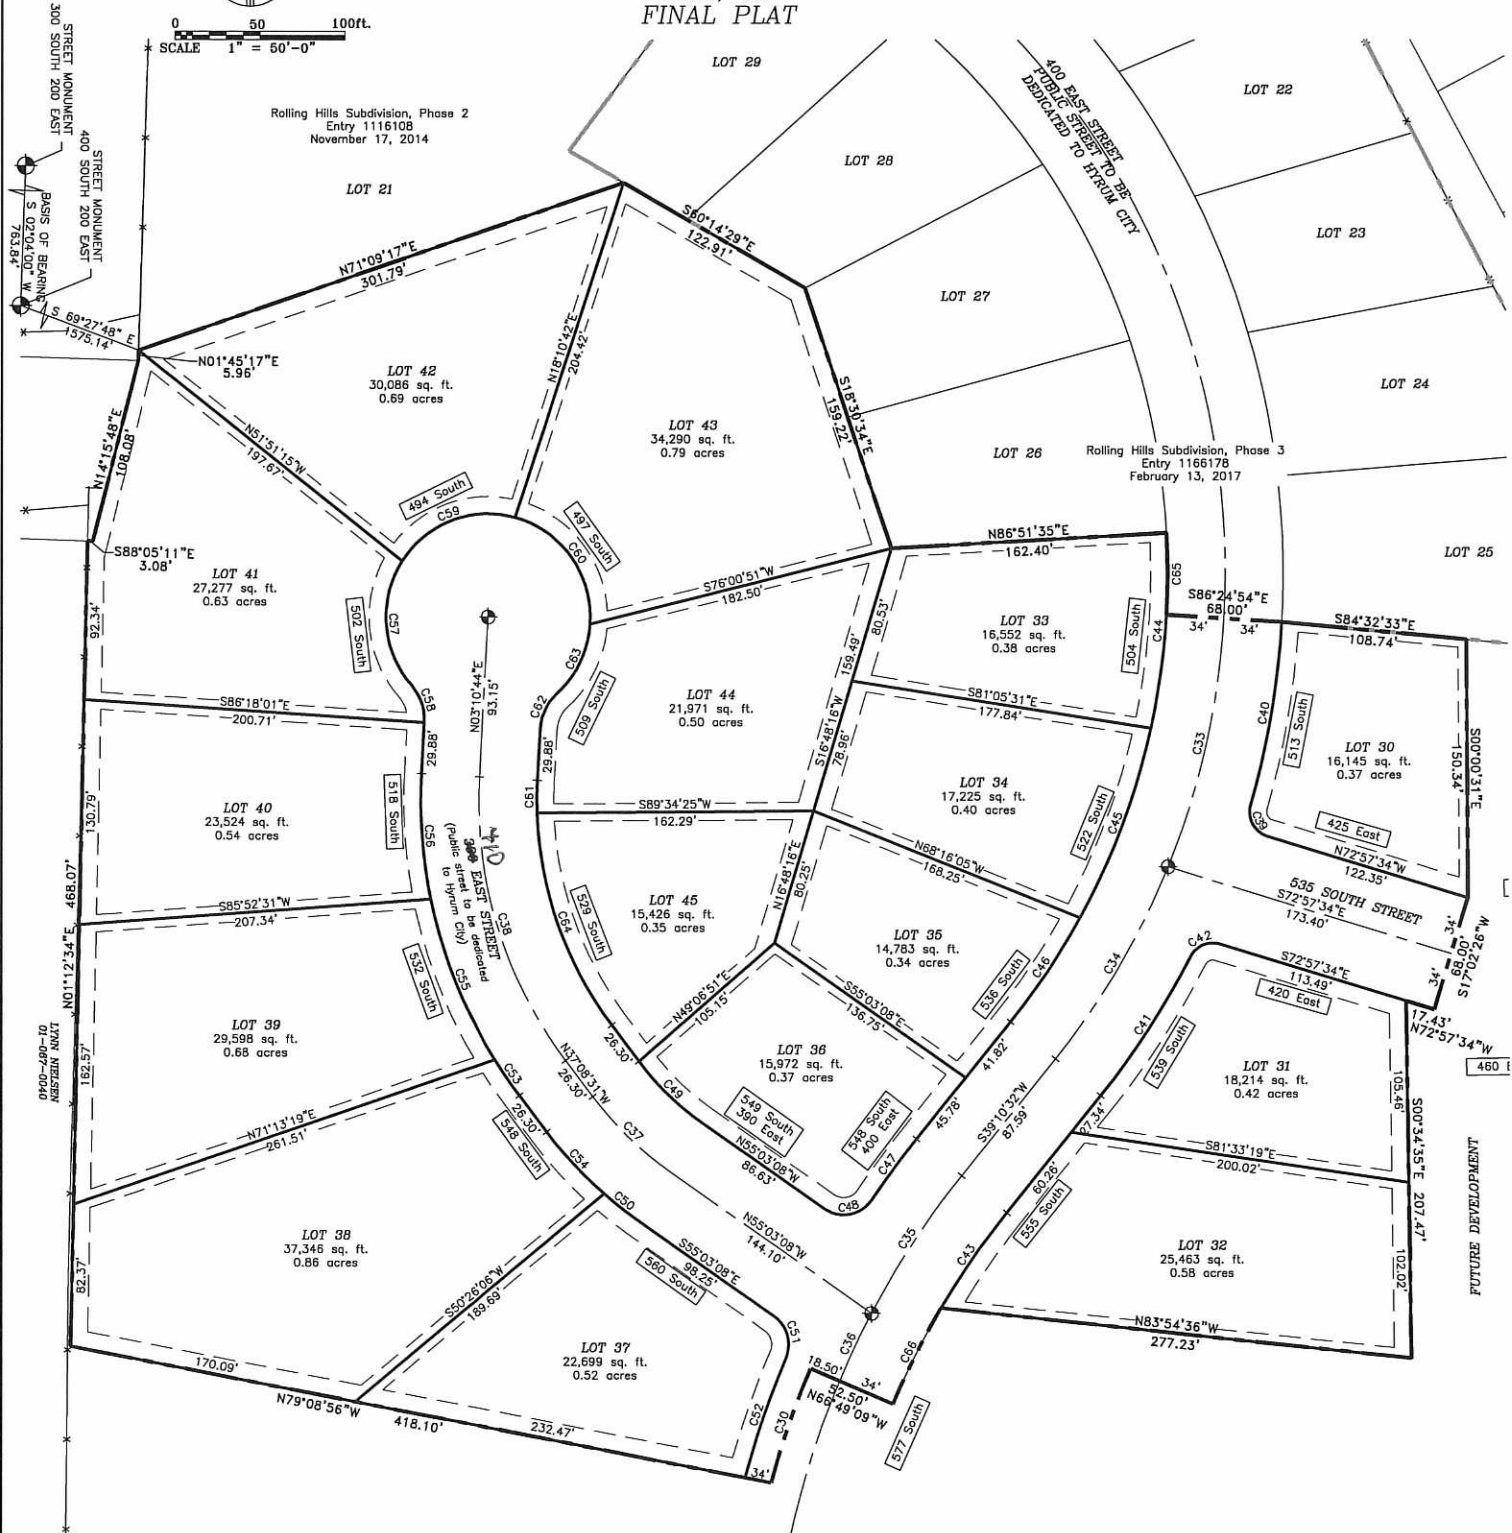 FINAL PLAT
0 50 100ft.
SCALE 1" = 50'-0"
STREET MONUMENT
300 SOUTH 200 EAST
STREET MONUMENT
400 SOUTH 200 EAST
BASIS OF BEARING
S 02°04'00" W
763.84'
S 69°27'48" E
1575.14'
Rolling Hills Subdivision, Phase 2
Entry 1116108
November 17, 2014
LOT 21
LOT 29
LOT 28
LOT 27
LOT 26
LOT 22
LOT 23
LOT 24
LOT 25
400 EAST STREET
PUBLIC STREET TO BE
DEDICATED TO HYRUM CITY
Rolling Hills Subdivision, Phase 3
Entry 1166178
February 13, 2017
N71°09'17"E
301.79'
S60°14'29"E
122.91'
S18°30'34"E
159.22'
N18°10'42"E
204.42'
N01°45'17"E
5.96'
N14°15'48"E
108.08'
N51°51'15"W
197.67'
S88°05'11"E
3.08'
LOT 42
30,086 sq. ft.
0.69 acres
LOT 43
34,290 sq. ft.
0.79 acres
LOT 41
27,277 sq. ft.
0.63 acres
494 South
C59
497 South
C60
502 South
C57
C58
C63
C62
509 South
N03°10'44"E
93.15'
S76°00'51"W
182.50'
N86°51'35"E
162.40'
C65
S86°24'54"E
68.00'
34' 34'
S84°32'33"E
108.74'
LOT 33
16,552 sq. ft.
0.38 acres
504 South
C44
80.53'
159.49'
S16°48'16"W
78.96'
S81°05'31"E
177.84'
LOT 44
21,971 sq. ft.
0.50 acres
29.88'
29.88'
C61
92.34'
S86°18'01"E
200.71'
LOT 40
23,524 sq. ft.
0.54 acres
518 South
C56
130.79'
468.07'
N01°12'34"E
S85°52'31"W
207.34'
410
300 EAST STREET
(Public street to be dedicated
to Hyrum City)
C38
S89°34'25"W
162.29'
LOT 45
15,426 sq. ft.
0.35 acres
529 South
C64
N16°48'16"E
80.25'
LOT 34
17,225 sq. ft.
0.40 acres
522 South
C45
N68°16'05"W
168.25'
LOT 35
14,783 sq. ft.
0.34 acres
536 South
C46
C33
C34
C40
513 South
C39
LOT 30
16,145 sq. ft.
0.37 acres
S00°00'31"E
150.34'
425 East
N72°57'34"W
122.35'
535 SOUTH STREET
S72°57'34"E
173.40'
34'
68.00'
34'
S17°02'26"W
C42
S72°57'34"E
113.49'
420 East
17.43'
N72°57'34"W
460 E
C41
539 South
LOT 31
18,214 sq. ft.
0.42 acres
105.46'
27.34'
S81°33'19"E
200.02'
S00°34'35"E 207.47'
FUTURE DEVELOPMENT
60.26'
555 South
C43
LOT 32
25,463 sq. ft.
0.58 acres
102.02'
N83°54'36"W
277.23'
LOT 39
29,598 sq. ft.
0.68 acres
532 South
C55
162.57'
LYNN NIELSEN
01-067-0040
N71°13'19"E
261.51'
C53
26.30'
548 South
C54
N37°08'31"W
26.30'
C37
26.30'
N49°06'51"E
105.15'
C49
S55°03'08"E
136.75'
LOT 36
15,972 sq. ft.
0.37 acres
549 South
390 East
548 South
400 East
N55°03'08"W
86.63'
C48
C47
45.78'
41.82'
S39°10'32"W
87.59'
C35
LOT 38
37,346 sq. ft.
0.86 acres
82.37'
C50
S50°26'06"W
189.69'
S55°03'08"E
98.25'
560 South
N55°03'08"W
144.10'
C51
LOT 37
22,699 sq. ft.
0.52 acres
C52
C30
C36
C66
18.50' 34'
52.50'
N66°49'09"W
577 South
170.09'
N79°08'56"W
418.10'
232.47'
34'